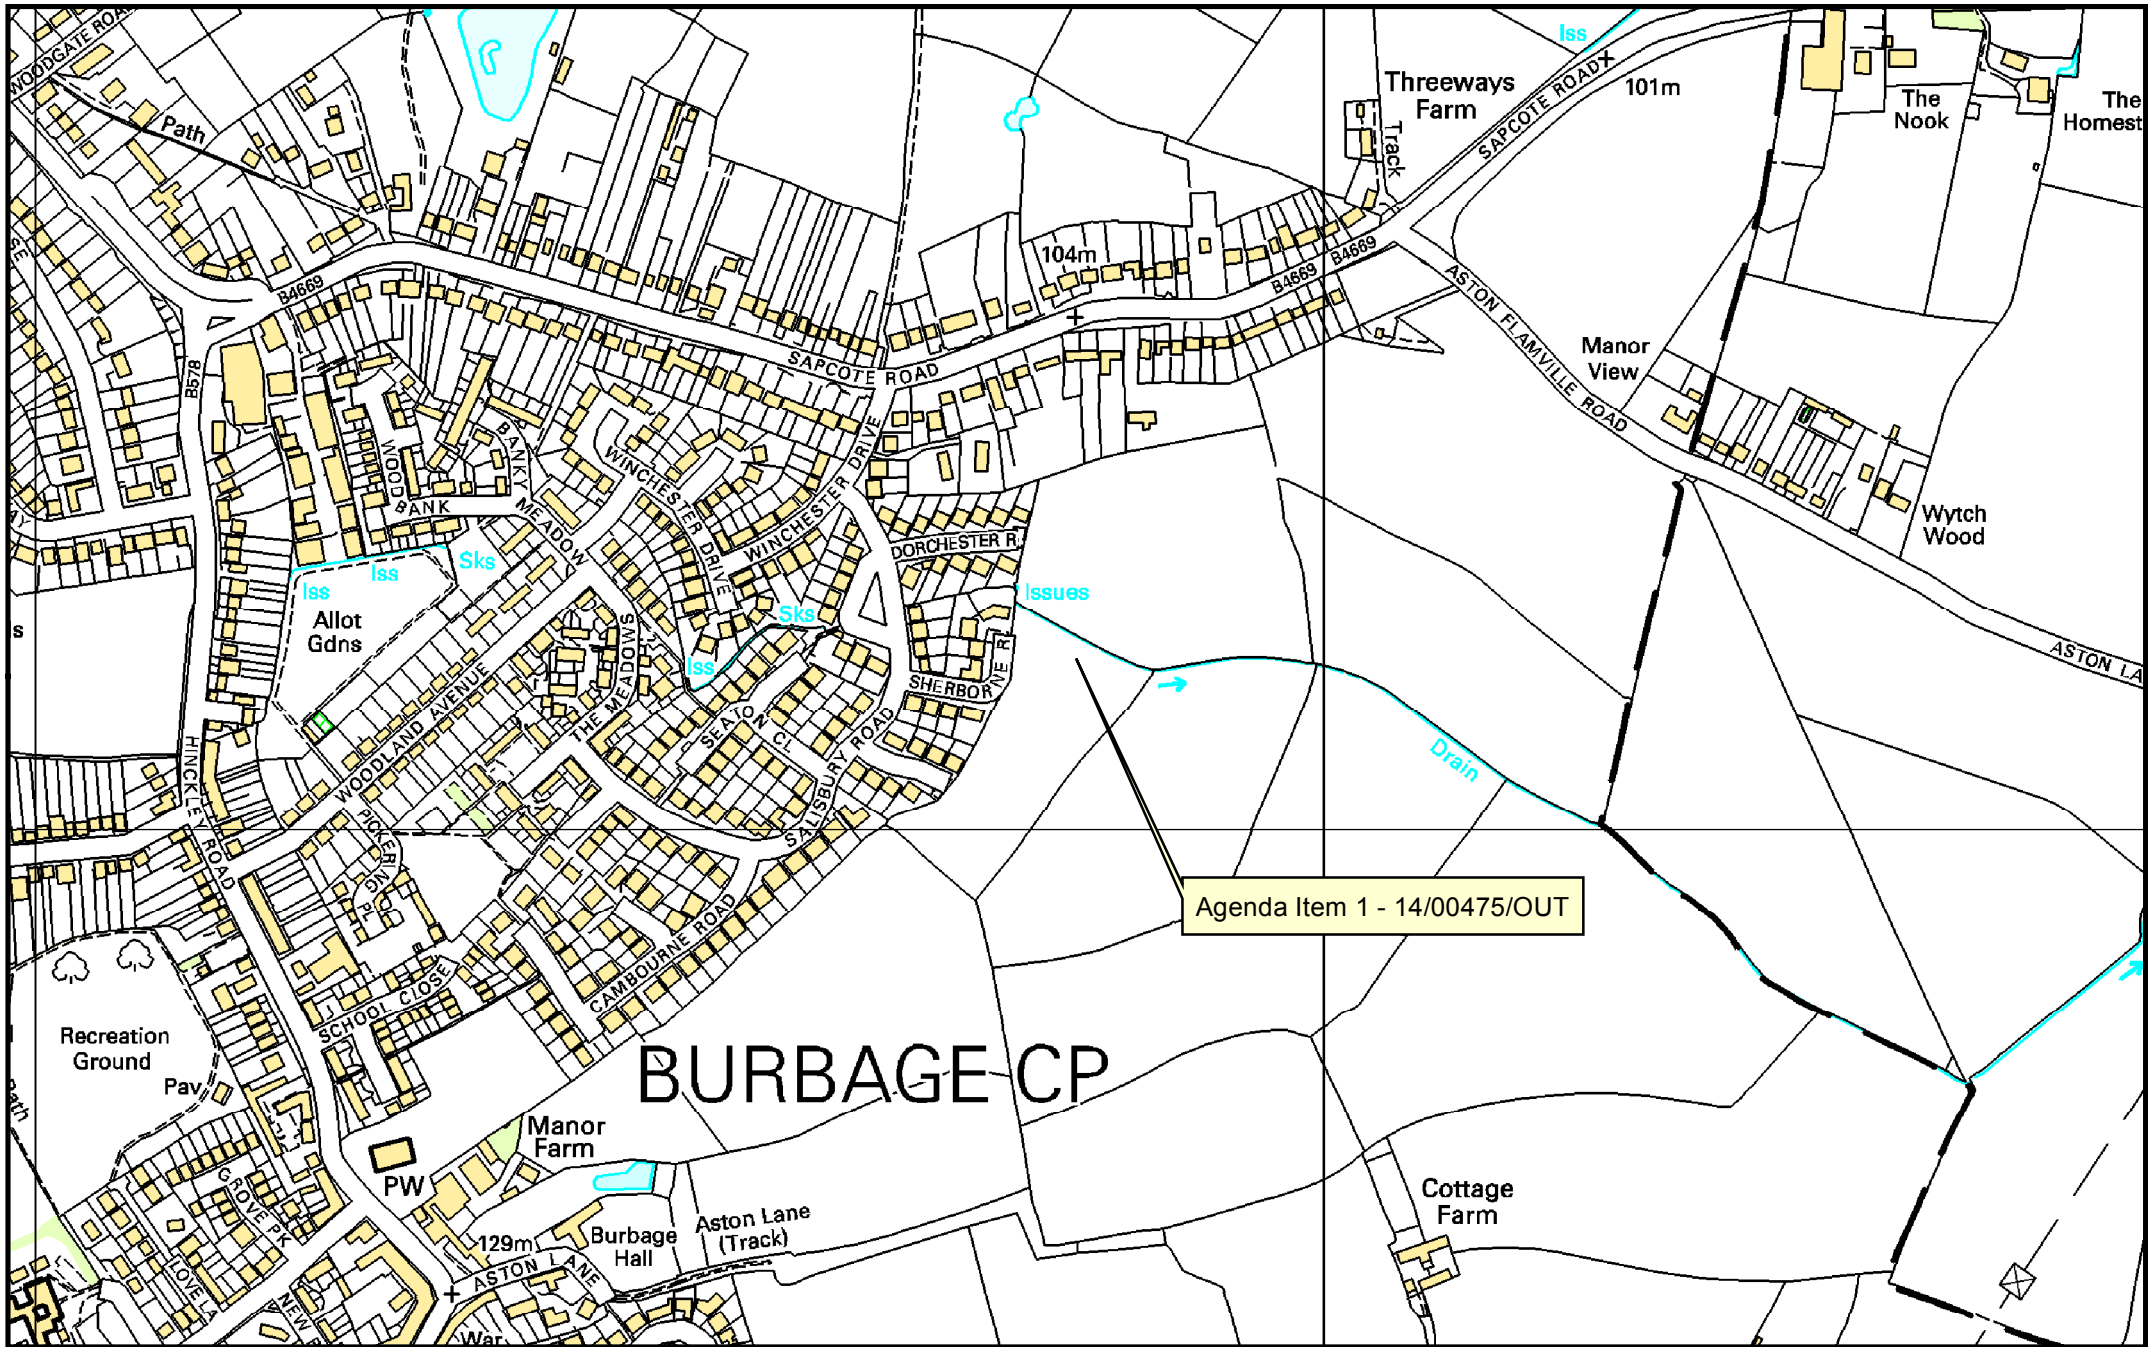 WOODGATE ROA
Path
Iss
Threeways
Farm
Track
SAPCOTE ROAD
101m
The
Nook
The
Homest
104m
B4669
B4669
B4669
ASTON FLAMVILLE ROAD
Manor
View
SAPCOTE ROAD
B578
WOOD
BANK
BANKY MEADOW
WINCHESTER DRIVE
WINCHESTER DRIVE
DORCHESTER R
Wytch
Wood
Sks
Iss
Iss
Allot
Gdns
Issues
Sks
Iss
THE MEADOWS
SHERBORNE R
ASTON LA
WOODLAND AVENUE
SEATON CL
SALISBURY ROAD
Drain
HINCKLEY ROAD
PICKERING PL
Agenda Item 1 - 14/00475/OUT
CAMBOURNE ROAD
SCHOOL CLOSE
Recreation
Ground
Pav
ath
BURBAGE CP
Manor
Farm
PW
GROVE PK
Cottage
Farm
Burbage
Hall
Aston Lane
(Track)
129m
ASTON LANE
LOVE LA
NEW
War